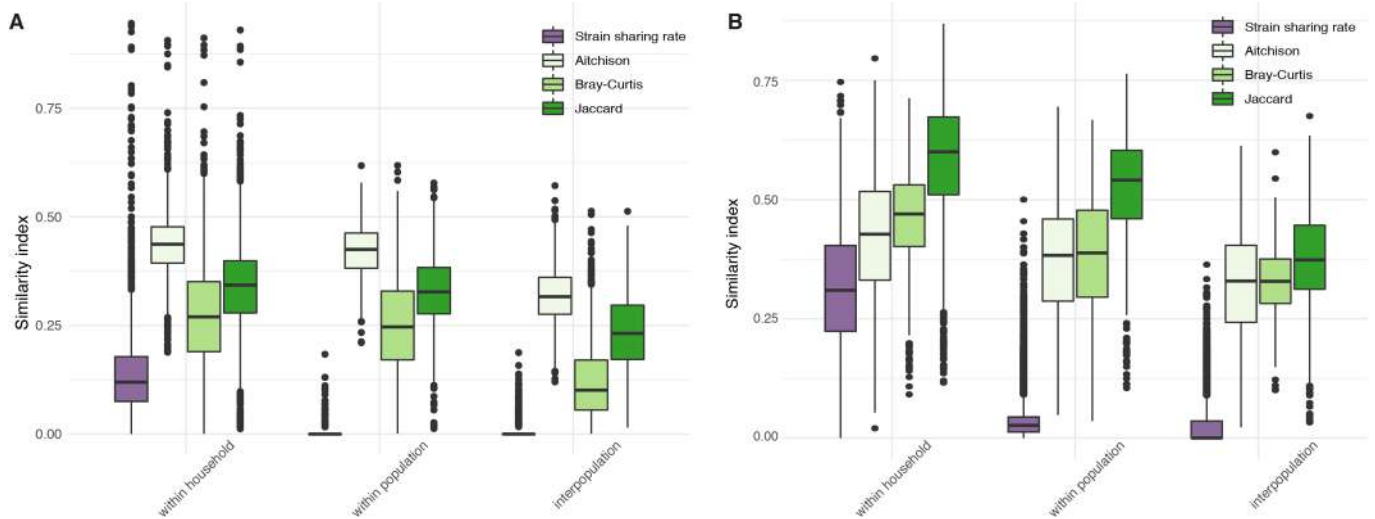 A
Strain sharing rate
Aitchison
Bray-Curtis
Jaccard
Similarity index
0.75
0.50
0.25
0.00
within household
within population
interpopulation
B
Strain sharing rate
Aitchison
Bray-Curtis
Jaccard
Similarity index
0.75
0.50
0.25
0.00
within household
within population
interpopulation